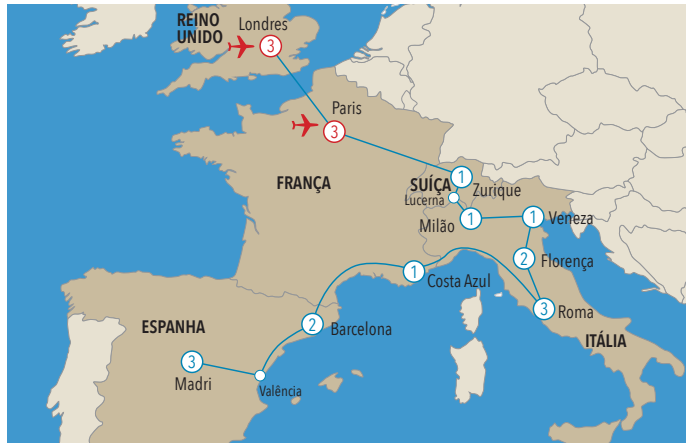 REINO
UNIDO
Londres
3
Paris
3
FRANÇA
SUÍÇA
1
Zurique
Lucerna
Milão
1
1
Veneza
2
Florença
1
Costa Azul
3
Roma
ITÁLIA
ESPANHA
2
Barcelona
3
Madri
Valência